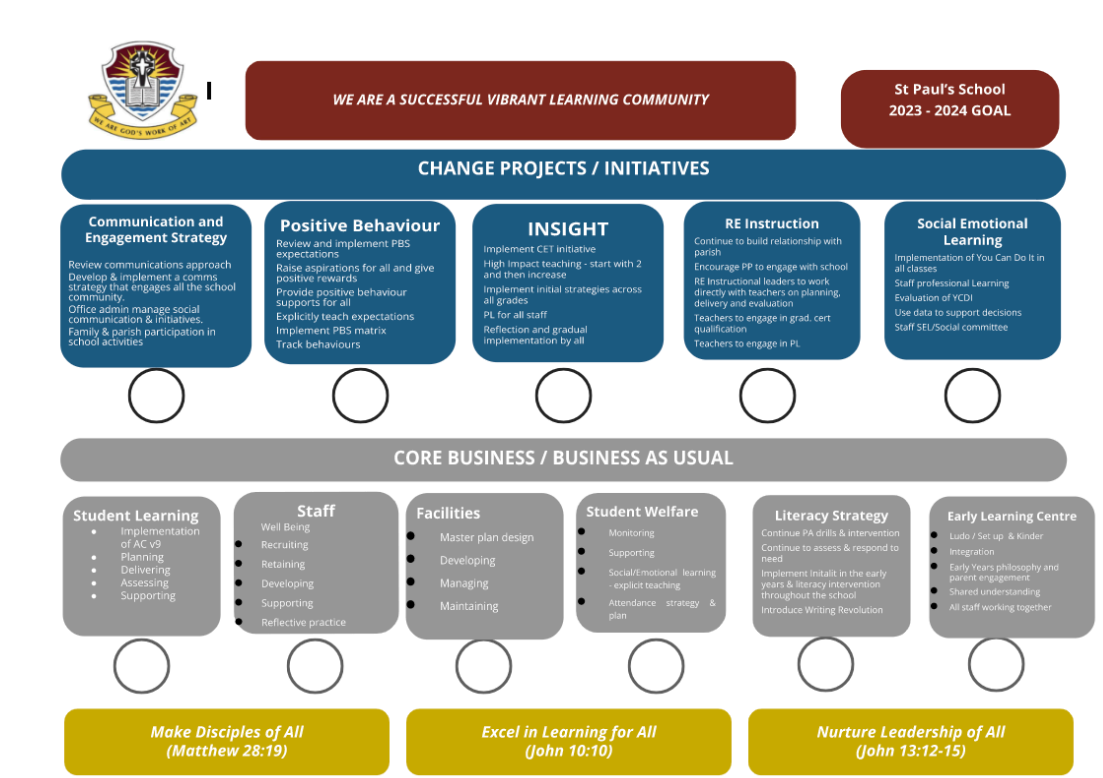 WE ARE GOD'S WORK OF ART
I
WE ARE A SUCCESSFUL VIBRANT LEARNING COMMUNITY
St Paul's School
2023 - 2024 GOAL
CHANGE PROJECTS / INITIATIVES
Communication and
Engagement Strategy
Review communications approach
Develop & implement a comms
strategy that engages all the school
community.
Office admin manage social
communication & initiatives.
Family & parish participation in
school activities
Positive Behaviour
Review and implement PBS
expectations
Raise aspirations for all and give
positive rewards
Provide positive behaviour
supports for all
Explicitly teach expectations
Implement PBS matrix
Track behaviours
INSIGHT
Implement CET initiative
High Impact teaching - start with 2
and then increase
Implement initial strategies across
all grades
PL for all staff
Reflection and gradual
implementation by all
RE Instruction
Continue to build relationship with
parish
Encourage PP to engage with school
RE Instructional leaders to work
directly with teachers on planning,
delivery and evaluation
Teachers to engage in grad. cert
qualification
Teachers to engage in PL
Social Emotional
Learning
Implementation of You Can Do It in
all classes
Staff professional Learning
Evaluation of YCDI
Use data to support decisions
Staff SEL/Social committee
CORE BUSINESS / BUSINESS AS USUAL
Student Learning
• Implementation
of AC v9
• Planning
• Delivering
• Assessing
• Supporting
Staff
Well Being
• Recruiting
• Retaining
• Developing
• Supporting
• Reflective practice
Facilities
• Master plan design
• Developing
• Managing
• Maintaining
Student Welfare
• Monitoring
• Supporting
• Social/Emotional learning
- explicit teaching
• Attendance strategy &
plan
Literacy Strategy
Continue PA drills & intervention
Continue to assess & respond to
need
Implement Initalit in the early
years & literacy intervention
throughout the school
Introduce Writing Revolution
Early Learning Centre
• Ludo / Set up & Kinder
• Integration
• Early Years philosophy and
parent engagement
• Shared understanding
• All staff working together
Make Disciples of All
(Matthew 28:19)
Excel in Learning for All
(John 10:10)
Nurture Leadership of All
(John 13:12-15)